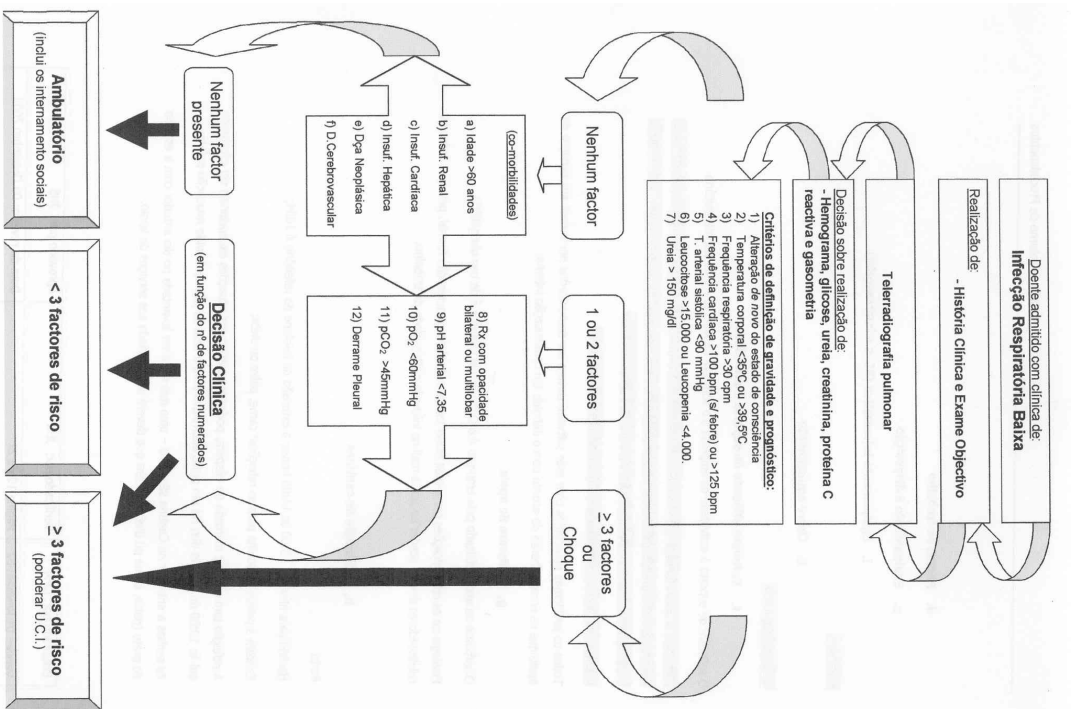 Doente admitido com clínica de:
Infecção Respiratória Baixa
Realização de:
- História Clínica e Exame Objectivo
Telerradiografia pulmonar
Decisão sobre realização de:
- Hemograma, glicose, ureia, creatinina, proteína C
reactiva e gasometria
Critérios de definição de gravidade e prognóstico:
1) Alteração de novo do estado de consciência
2) Temperatura corporal <35ºC ou >39,5ºC
3) Frequência respiratória >30 cpm
4) Frequência cardíaca >100 bpm (s/ febre) ou >125 bpm
5) T. arterial sistólica <90 mmHg
6) Leucocitose >15.000 ou Leucopenia <4.000.
7) Ureia > 150 mg/dl
Nenhum factor
1 ou 2 factores
≥ 3 factores
ou
Choque
(co-morbilidades)
a) Idade >60 anos
b) Insuf. Renal
c) Insuf. Cardíaca
d) Insuf. Hepática
e) Dça Neoplásica
f) D.Cerebrovascular
8) Rx com opacidade
bilateral ou multilobar
9) pH arterial <7,35
10) pO2 <60mmHg
11) pCO2 >45mmHg
12) Derrame Pleural
Nenhum factor
presente
Decisão Clínica
(em função do nº de factores numerados)
Ambulatório
(inclui os internamento sociais)
< 3 factores de risco
≥ 3 factores de risco
(ponderar U.C.I.)